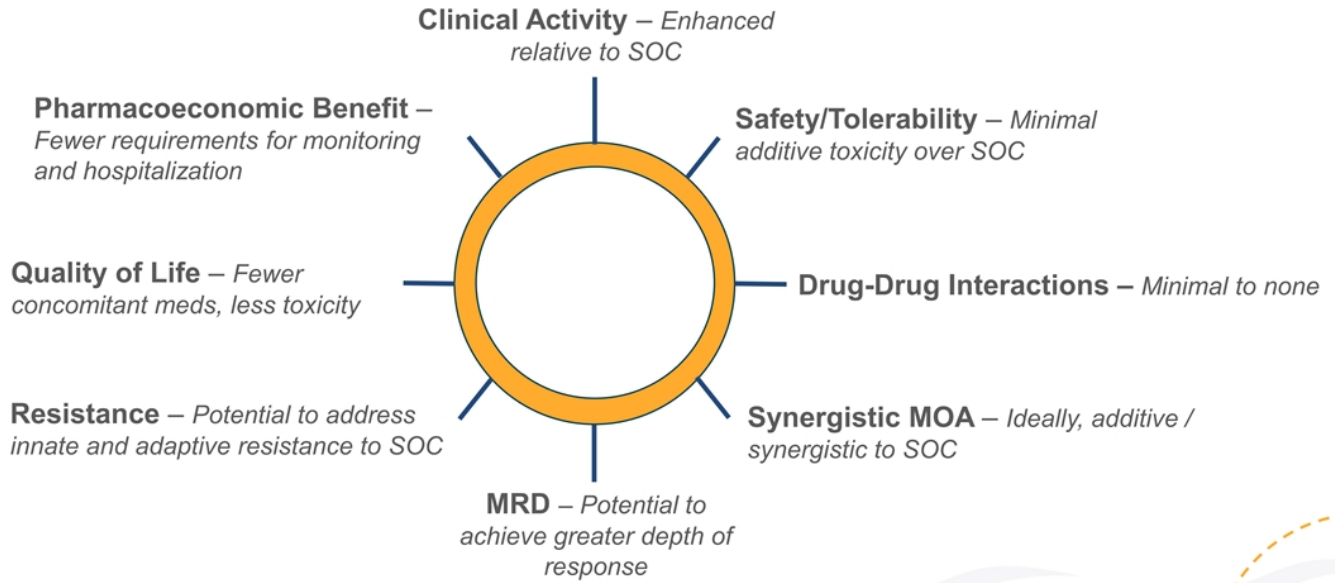 Clinical Activity – Enhanced
relative to SOC
Safety/Tolerability – Minimal
additive toxicity over SOC
Drug-Drug Interactions – Minimal to none
Synergistic MOA – Ideally, additive /
synergistic to SOC
MRD – Potential to
achieve greater depth of
response
Resistance – Potential to address
innate and adaptive resistance to SOC
Quality of Life – Fewer
concomitant meds, less toxicity
Pharmacoeconomic Benefit –
Fewer requirements for monitoring
and hospitalization